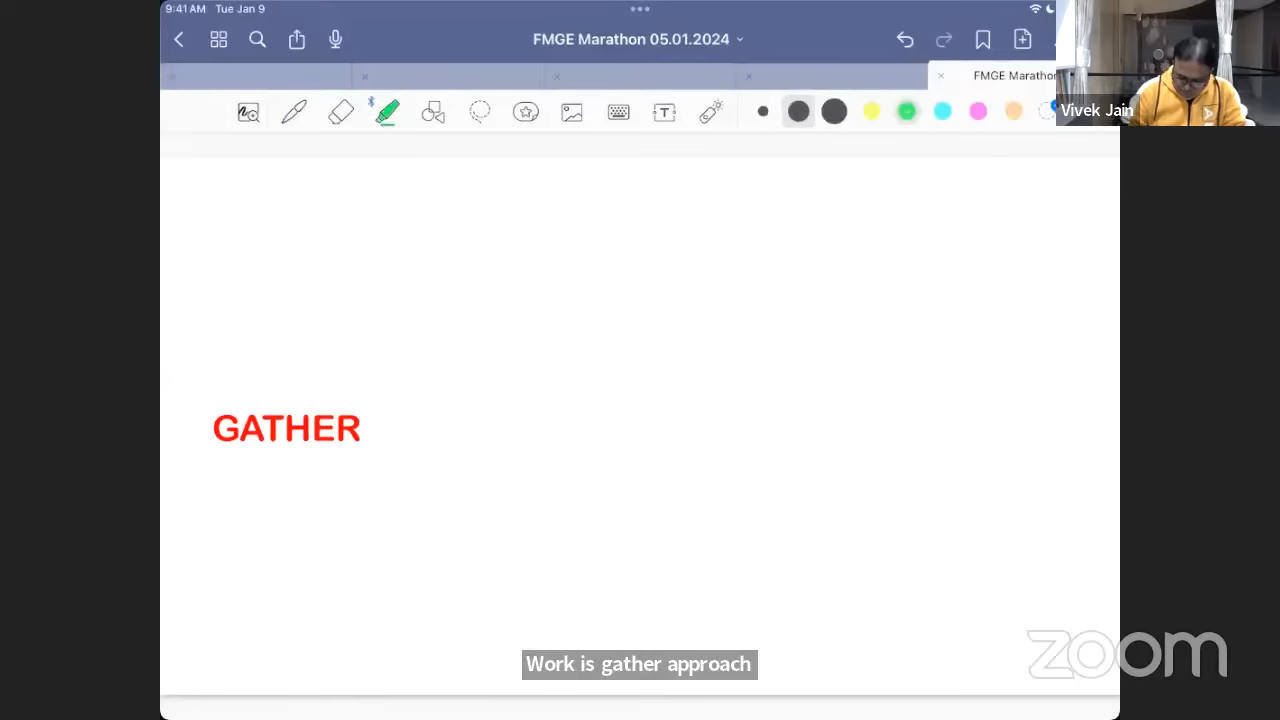 9:41 AM Tue Jan 9
FMGE Marathon 05.01.2024
FMGE Marathon
T
Vivek Jain
GATHER
Work is gather approach
zoom